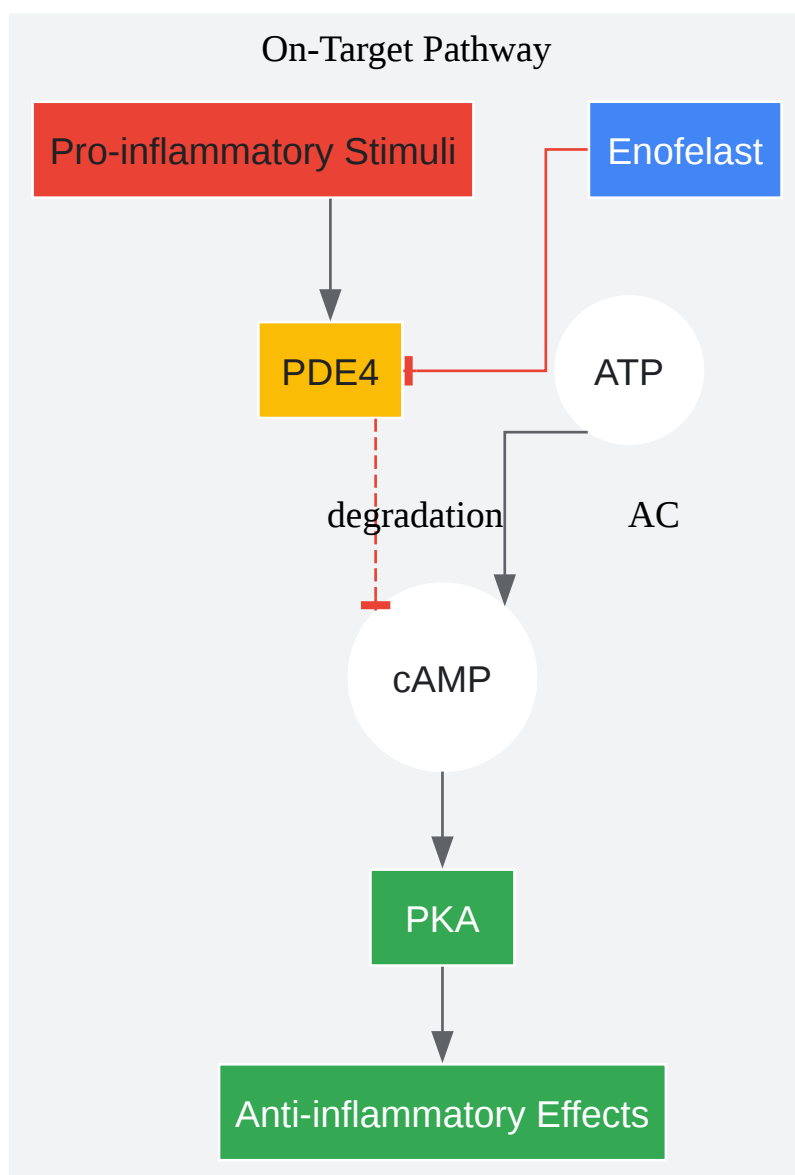 On-Target Pathway
Pro-inflammatory Stimuli
Enofelast
PDE4
ATP
degradation
AC
cAMP
PKA
Anti-inflammatory Effects